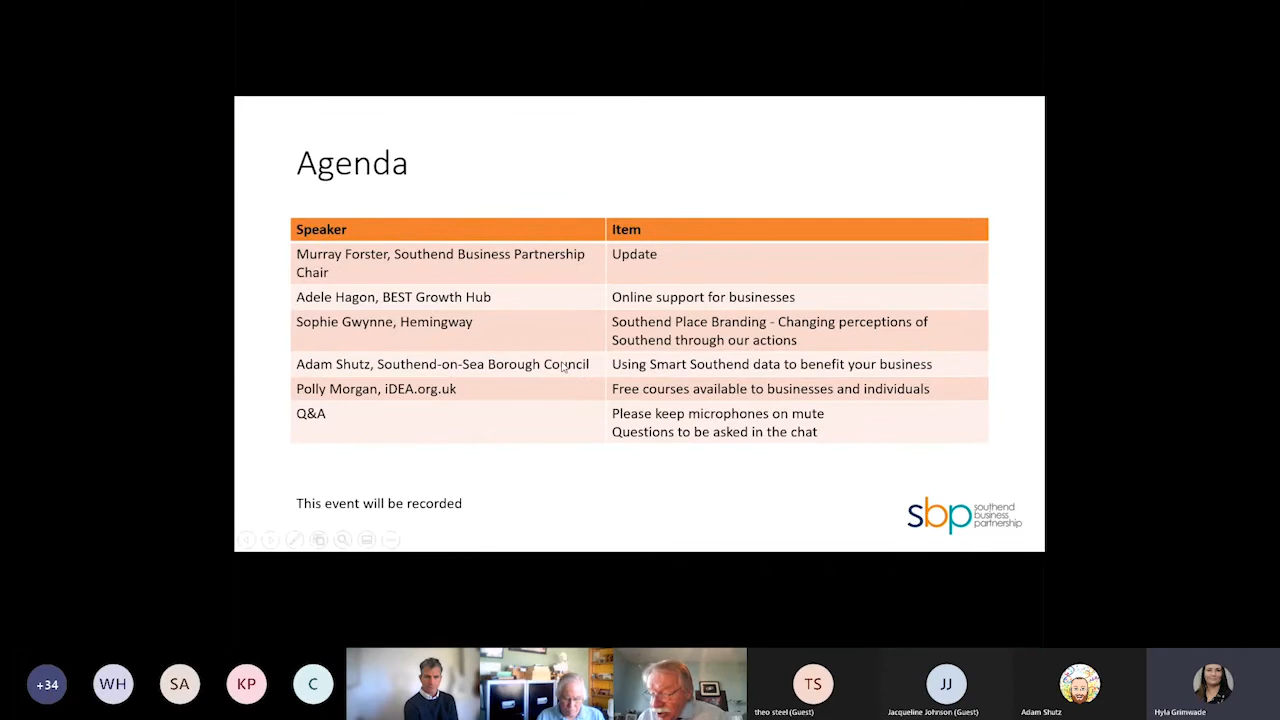 Agenda
Speaker
Item
Murray Forster, Southend Business Partnership
Chair
Update
Adele Hagon, BEST Growth Hub
Online support for businesses
Sophie Gwynne, Hemingway
Southend Place Branding - Changing perceptions of
Southend through our actions
Adam Shutz, Southend-on-Sea Borough Council
Using Smart Southend data to benefit your business
Polly Morgan, iDEA.org.uk
Free courses available to businesses and individuals
Q&A
Please keep microphones on mute
Questions to be asked in the chat
This event will be recorded
sbp
southend
business
partnership
+34
WH
SA
KP
C
TS
JJ
theo steel (Guest)
Jacqueline Johnson (Guest)
Adam Shutz
Hyla Grimwade